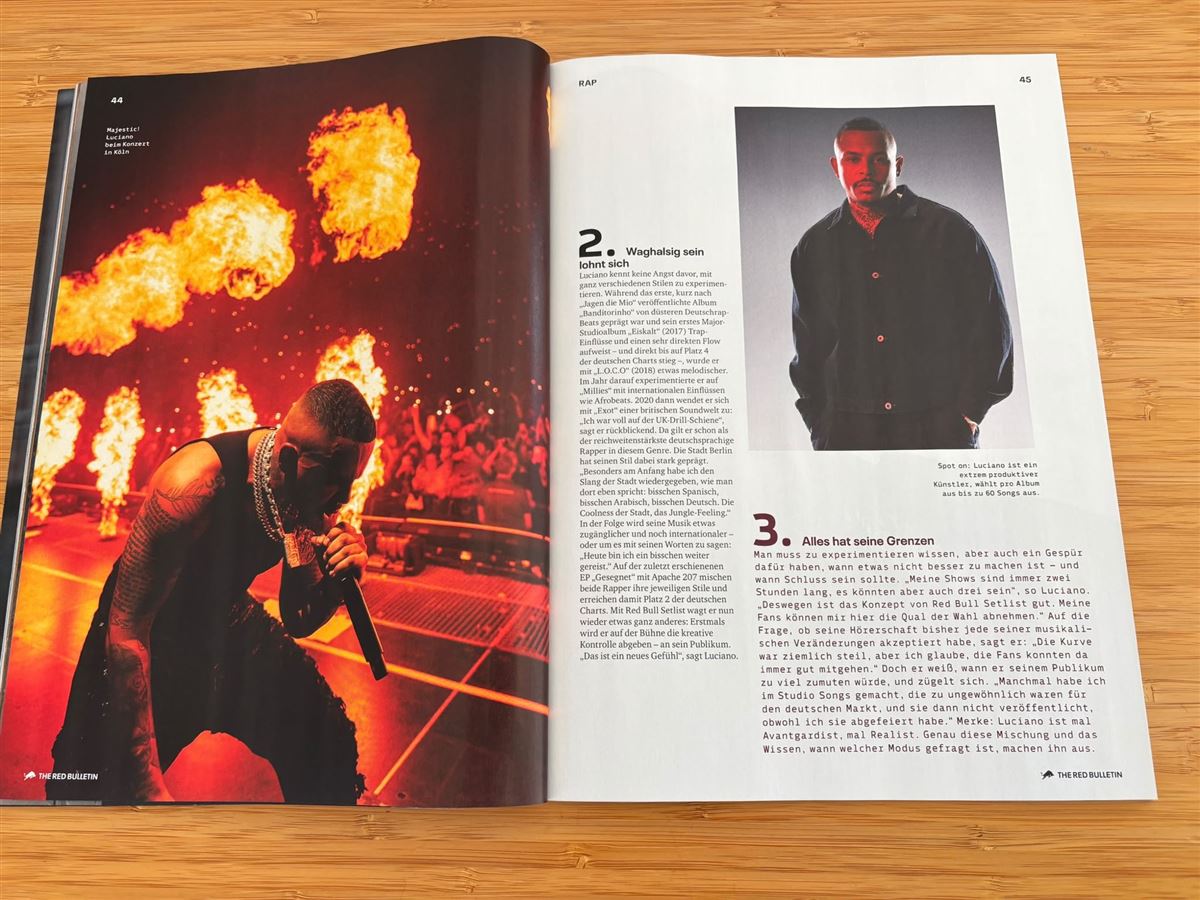 44
Majestic!
Luciano
beim Konzert
in Köln
THE RED BULLETIN
RAP
45
2. Waghalsig sein
lohnt sich
Luciano kennt keine Angst davor, mit
ganz verschiedenen Stilen zu experimen-
tieren. Während das erste, kurz nach
„Jagen die Mio“ veröffentlichte Album
„Banditorinho“ von düsteren Deutschrap-
Beats geprägt war und sein erstes Major-
Studioalbum „Eiskalt“ (2017) Trap-
Einflüsse und einen sehr direkten Flow
aufweist – und direkt bis auf Platz 4
der deutschen Charts stieg –, wurde er
mit „L.O.C.O“ (2018) etwas melodischer.
Im Jahr darauf experimentierte er auf
„Millies“ mit internationalen Einflüssen
wie Afrobeats. 2020 dann wendet er sich
mit „Exot“ einer britischen Soundwelt zu:
„Ich war voll auf der UK-Drill-Schiene“,
sagt er rückblickend. Da gilt er schon als
der reichweitenstärkste deutschsprachige
Rapper in diesem Genre. Die Stadt Berlin
hat seinen Stil dabei stark geprägt.
„Besonders am Anfang habe ich den
Slang der Stadt wiedergegeben, wie man
dort eben spricht: bisschen Spanisch,
bisschen Arabisch, bisschen Deutsch. Die
Coolness der Stadt, das Jungle-Feeling.“
In der Folge wird seine Musik etwas
zugänglicher und noch internationaler –
oder um es mit seinen Worten zu sagen:
„Heute bin ich ein bisschen weiter
gereist.“ Auf der zuletzt erschienenen
EP „Gesegnet“ mit Apache 207 mischen
beide Rapper ihre jeweiligen Stile und
erreichen damit Platz 2 der deutschen
Charts. Mit Red Bull Setlist wagt er nun
wieder etwas ganz anderes: Erstmals
wird er auf der Bühne die kreative
Kontrolle abgeben – an sein Publikum.
„Das ist ein neues Gefühl“, sagt Luciano.
Spot on: Luciano ist ein
extrem produktiver
Künstler, wählt pro Album
aus bis zu 60 Songs aus.
3. Alles hat seine Grenzen
Man muss zu experimentieren wissen, aber auch ein Gespür
dafür haben, wann etwas nicht besser zu machen ist – und
wann Schluss sein sollte. „Meine Shows sind immer zwei
Stunden lang, es könnten aber auch drei sein“, so Luciano.
„Deswegen ist das Konzept von Red Bull Setlist gut. Meine
Fans können mir hier die Qual der Wahl abnehmen.“ Auf die
Frage, ob seine Hörerschaft bisher jede seiner musikali-
schen Veränderungen akzeptiert habe, sagt er: „Die Kurve
war ziemlich steil, aber ich glaube, die Fans konnten da
immer gut mitgehen.“ Doch er weiß, wann er seinem Publikum
zu viel zumuten würde, und zügelt sich. „Manchmal habe ich
im Studio Songs gemacht, die zu ungewöhnlich waren für
den deutschen Markt, und sie dann nicht veröffentlicht,
obwohl ich sie abgefeiert habe.“ Merke: Luciano ist mal
Avantgardist, mal Realist. Genau diese Mischung und das
Wissen, wann welcher Modus gefragt ist, machen ihn aus.
THE RED BULLETIN